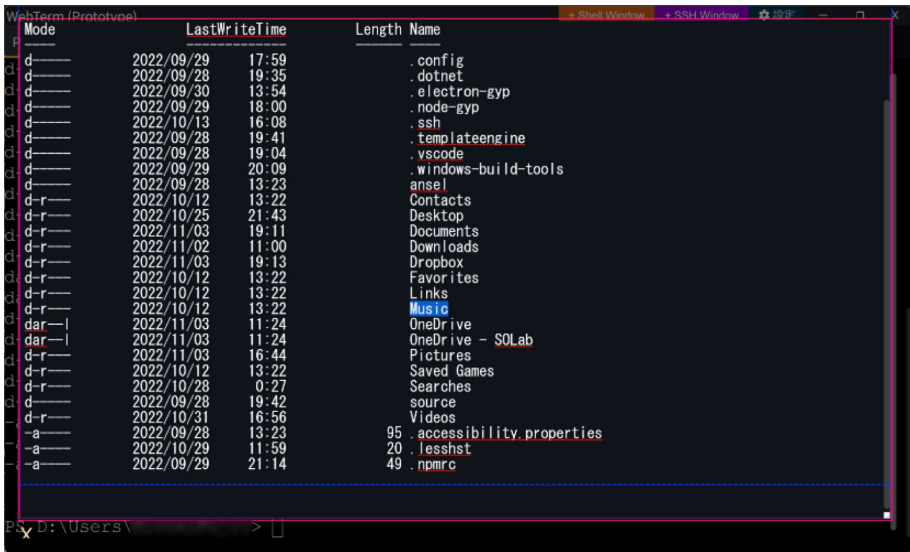 WebTerm (Prototype) + Shell Window + SSH Window 設定 X
Mode LastWriteTime Length Name
---- ------------- ------ ----
d----- 2022/09/29 17:59 .config
d----- 2022/09/28 19:35 .dotnet
d----- 2022/09/30 13:54 .electron-gyp
d----- 2022/09/29 18:00 .node-gyp
d----- 2022/10/13 16:08 .ssh
d----- 2022/09/28 19:41 .templateengine
d----- 2022/09/28 19:04 .vscode
d----- 2022/09/29 20:09 .windows-build-tools
d----- 2022/09/28 13:23 ansel
d-r--- 2022/10/12 13:22 Contacts
d-r--- 2022/10/25 21:43 Desktop
d-r--- 2022/11/03 19:11 Documents
d-r--- 2022/11/02 11:00 Downloads
d-r--- 2022/11/03 19:13 Dropbox
d-r--- 2022/10/12 13:22 Favorites
d-r--- 2022/10/12 13:22 Links
d-r--- 2022/10/12 13:22 Music
dar--l 2022/11/03 11:24 OneDrive
dar--l 2022/11/03 11:24 OneDrive - SOLab
d-r--- 2022/11/03 16:44 Pictures
d-r--- 2022/10/12 13:22 Saved Games
d-r--- 2022/10/28 0:27 Searches
d----- 2022/09/28 19:42 source
d-r--- 2022/10/31 16:56 Videos
-a---- 2022/09/28 13:23 95 .accessibility.properties
-a---- 2022/10/29 11:59 20 .lesshst
-a---- 2022/09/29 21:14 49 .npmrc
PS D:\Users\ >